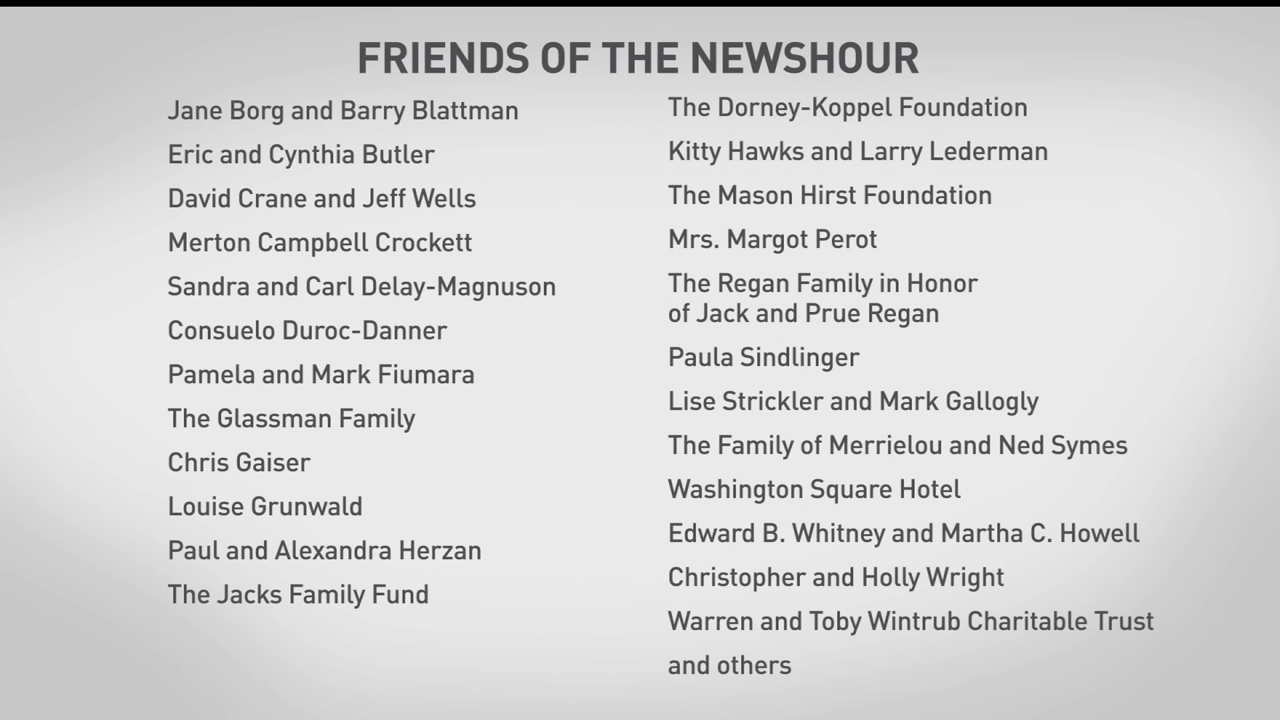 FRIENDS OF THE NEWSHOUR
Jane Borg and Barry Blattman
Eric and Cynthia Butler
David Crane and Jeff Wells
Merton Campbell Crockett
Sandra and Carl Delay-Magnuson
Consuelo Duroc-Danner
Pamela and Mark Fiumara
The Glassman Family
Chris Gaiser
Louise Grunwald
Paul and Alexandra Herzan
The Jacks Family Fund
The Dorney-Koppel Foundation
Kitty Hawks and Larry Lederman
The Mason Hirst Foundation
Mrs. Margot Perot
The Regan Family in Honor
of Jack and Prue Regan
Paula Sindlinger
Lise Strickler and Mark Gallogly
The Family of Merrielou and Ned Symes
Washington Square Hotel
Edward B. Whitney and Martha C. Howell
Christopher and Holly Wright
Warren and Toby Wintrub Charitable Trust
and others